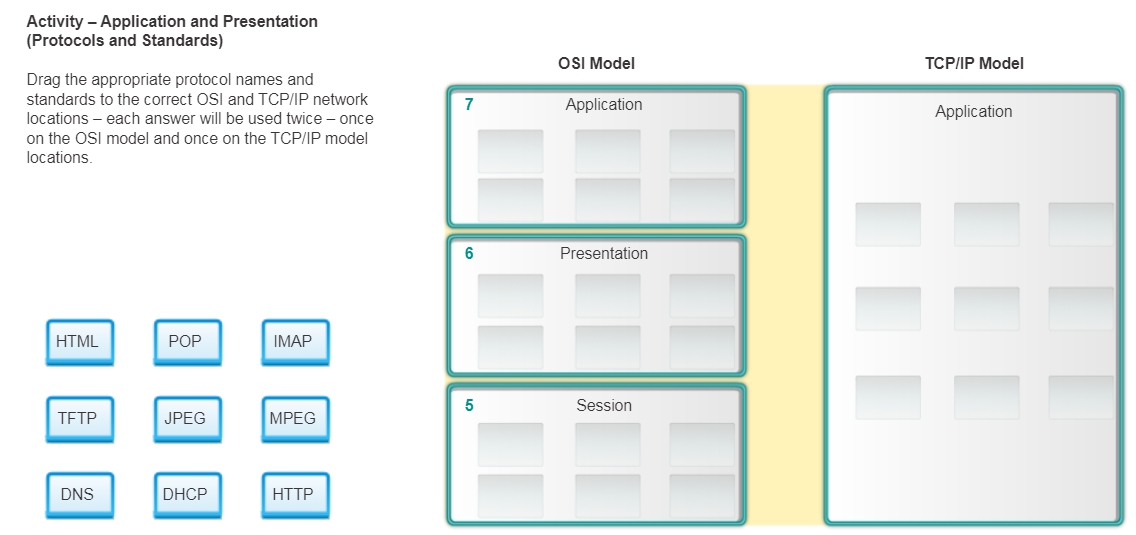 Activity – Application and Presentation
(Protocols and Standards)
Drag the appropriate protocol names and
standards to the correct OSI and TCP/IP network
locations – each answer will be used twice – once
on the OSI model and once on the TCP/IP model
locations.
HTML POP IMAP
TFTP JPEG MPEG
DNS DHCP HTTP
OSI Model
7 Application
6 Presentation
5 Session
TCP/IP Model
Application